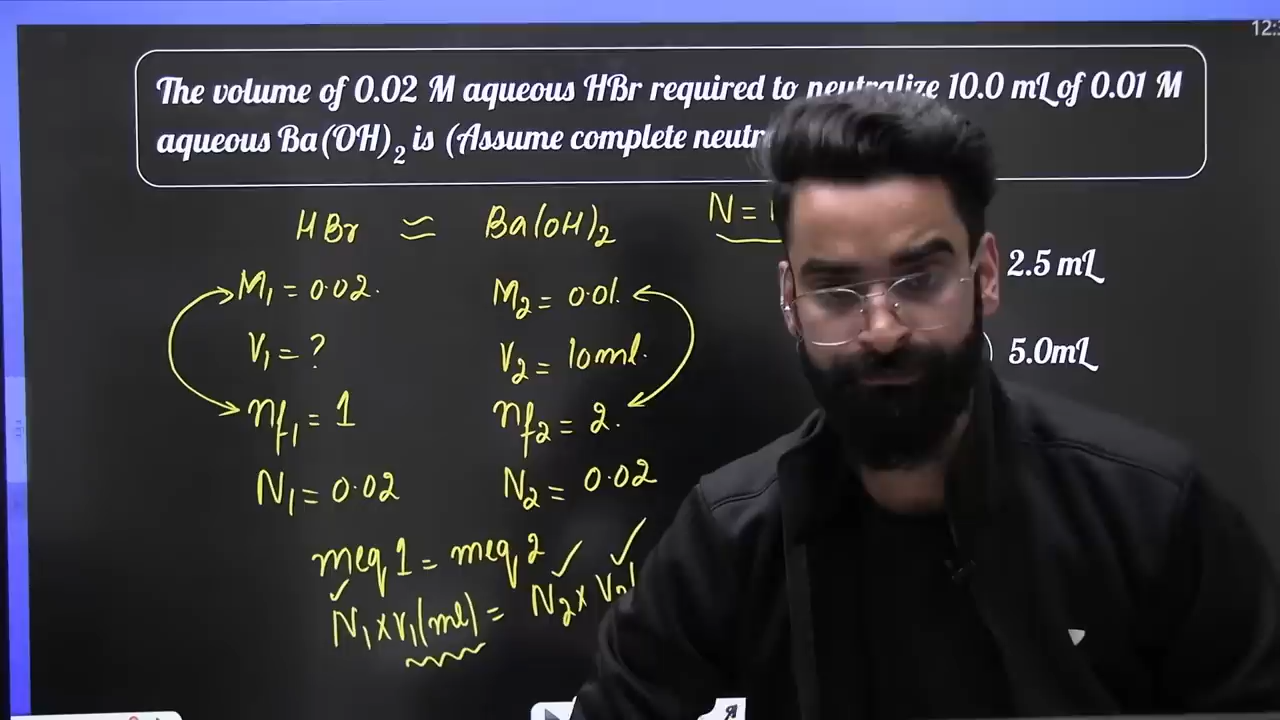 12:
The volume of 0.02 M aqueous HBr required to neutralize 10.0 mL of 0.01 M
aqueous Ba(OH)₂ is (Assume complete
HBr ≃ Ba(OH)₂
N =
M₁ = 0.02.
M₂ = 0.01.
2.5 mL
V₁ = ?
V₂ = 10ml.
) 5.0mL
nf₁ = 1
nf₂ = 2.
N₁ = 0.02
N₂ = 0.02
meq 1 = meq 2
N₁ x V₁(ml) = N₂ x